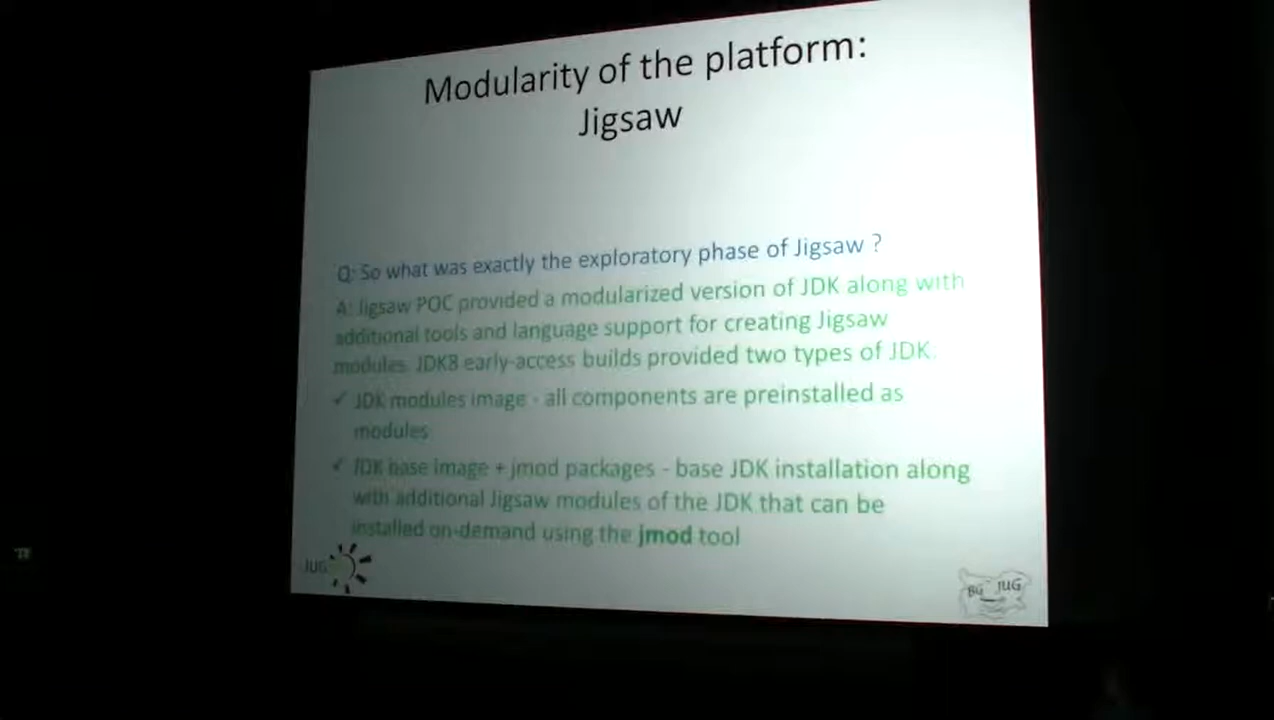 Modularity of the platform:
Jigsaw
Q: So what was exactly the exploratory phase of Jigsaw ?
A: Jigsaw POC provided a modularized version of JDK along with
additional tools and language support for creating Jigsaw
modules. JDK8 early-access builds provided two types of JDK:
✓ JDK modules image - all components are preinstalled as
modules
✓ JDK base image + jmod packages - base JDK installation along
with additional Jigsaw modules of the JDK that can be
installed on-demand using the jmod tool
JUG
BG JUG